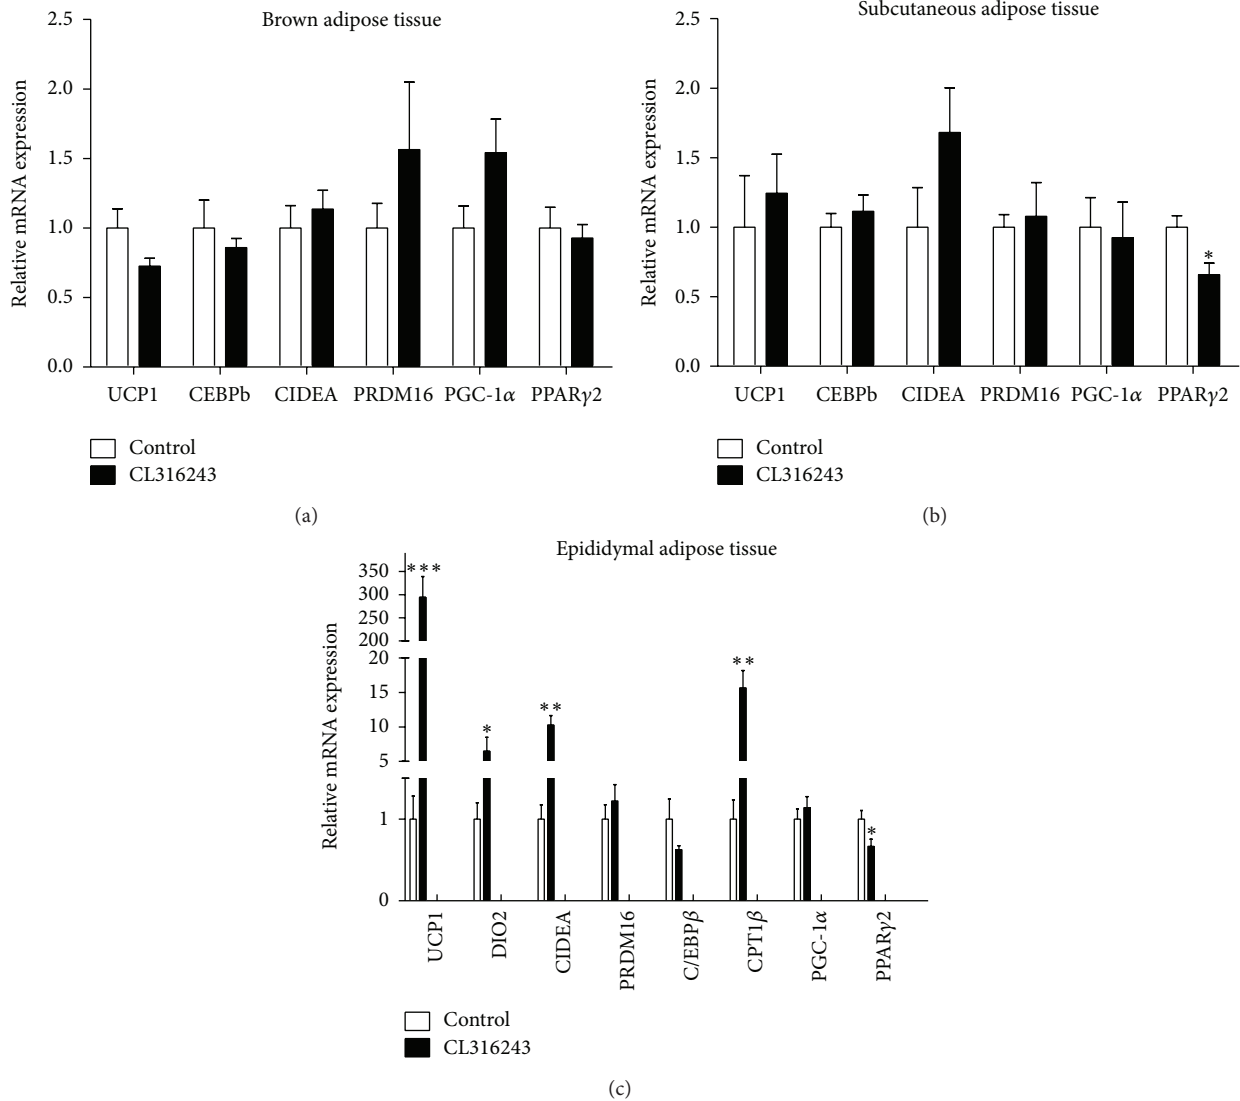 Brown adipose tissue
Relative mRNA expression
2.5
2.0
1.5
1.0
0.5
0.0
UCP1 CEBPb CIDEA PRDM16 PGC-1α PPARγ2
Control
CL316243
(a)
Subcutaneous adipose tissue
Relative mRNA expression
2.5
2.0
1.5
1.0
0.5
0.0
*
UCP1 CEBPb CIDEA PRDM16 PGC-1α PPARγ2
Control
CL316243
(b)
Epididymal adipose tissue
Relative mRNA expression
350
300
250
200
20
15
10
5
1
0
***
*
**
**
*
UCP1
DIO2
CIDEA
PRDM16
C/EBPβ
CPT1β
PGC-1α
PPARγ2
Control
CL316243
(c)